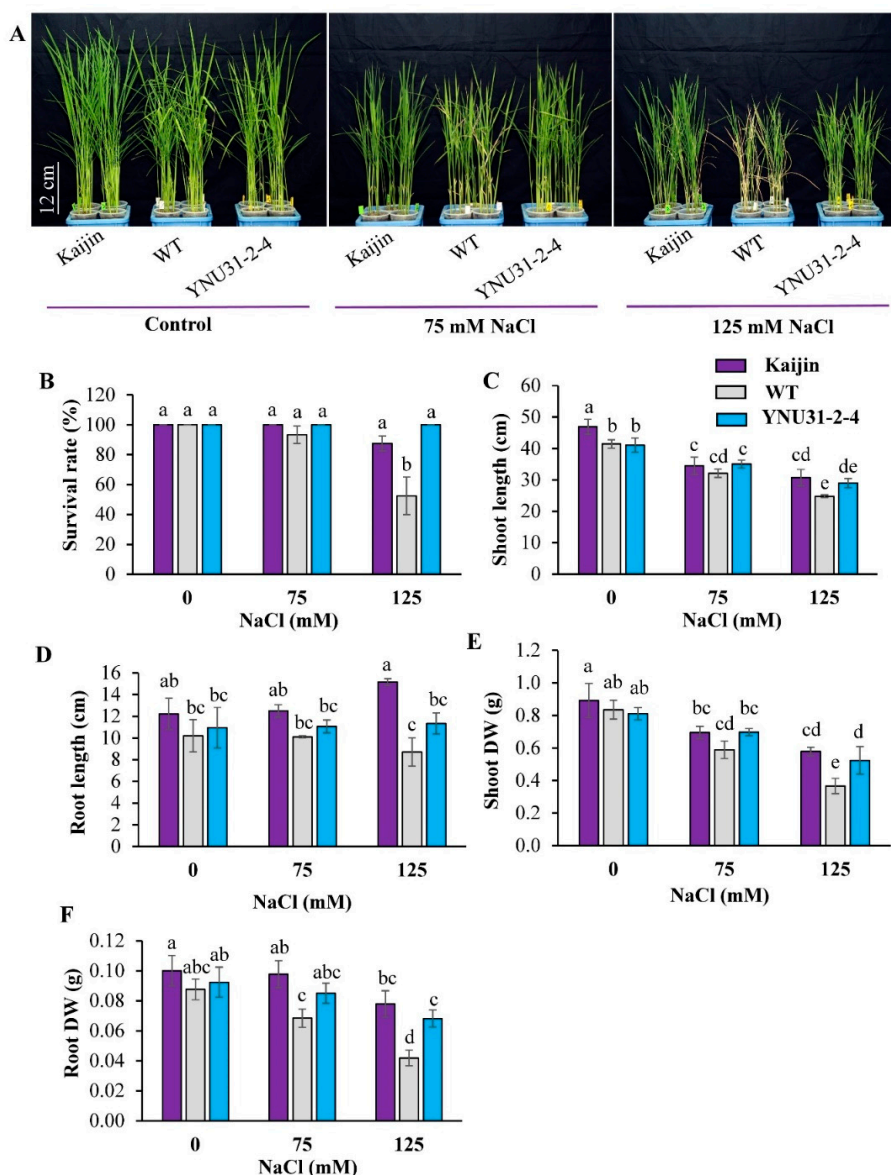 A
12 cm
Kaijin
WT
YNU31-2-4
Kaijin
WT
YNU31-2-4
Kaijin
WT
YNU31-2-4
Control
75 mM NaCl
125 mM NaCl
B
Survival rate (%)
120
100
80
60
40
20
0
a a a
a a a
a b a
0 75 125
NaCl (mM)
C
Kaijin
WT
YNU31-2-4
Shoot length (cm)
60
50
40
30
20
10
0
a b b
c cd c
cd e de
0 75 125
NaCl (mM)
D
Root length (cm)
16
14
12
10
8
6
4
2
0
ab bc bc
ab bc bc
a c bc
0 75 125
NaCl (mM)
E
Shoot DW (g)
1.2
1.0
0.8
0.6
0.4
0.2
0.0
a ab ab
bc cd bc
cd e d
0 75 125
NaCl (mM)
F
Root DW (g)
0.12
0.10
0.08
0.06
0.04
0.02
0.00
a abc ab
ab c abc
bc d c
0 75 125
NaCl (mM)